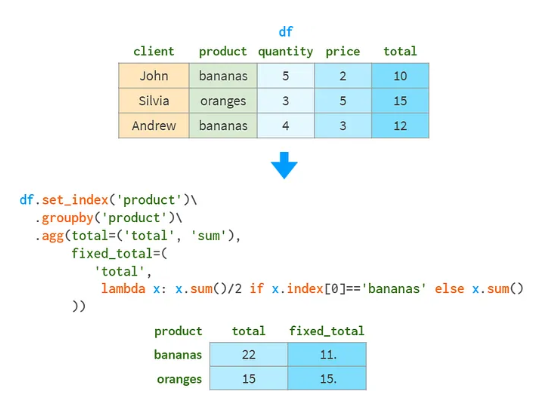 df
client product quantity price total
John bananas 5 2 10
Silvia oranges 3 5 15
Andrew bananas 4 3 12
df.set_index('product')\
.groupby('product')\
.agg(total=('total', 'sum'),
fixed_total=(
'total',
lambda x: x.sum()/2 if x.index[0]=='bananas' else x.sum()
))
product total fixed_total
bananas 22 11.
oranges 15 15.